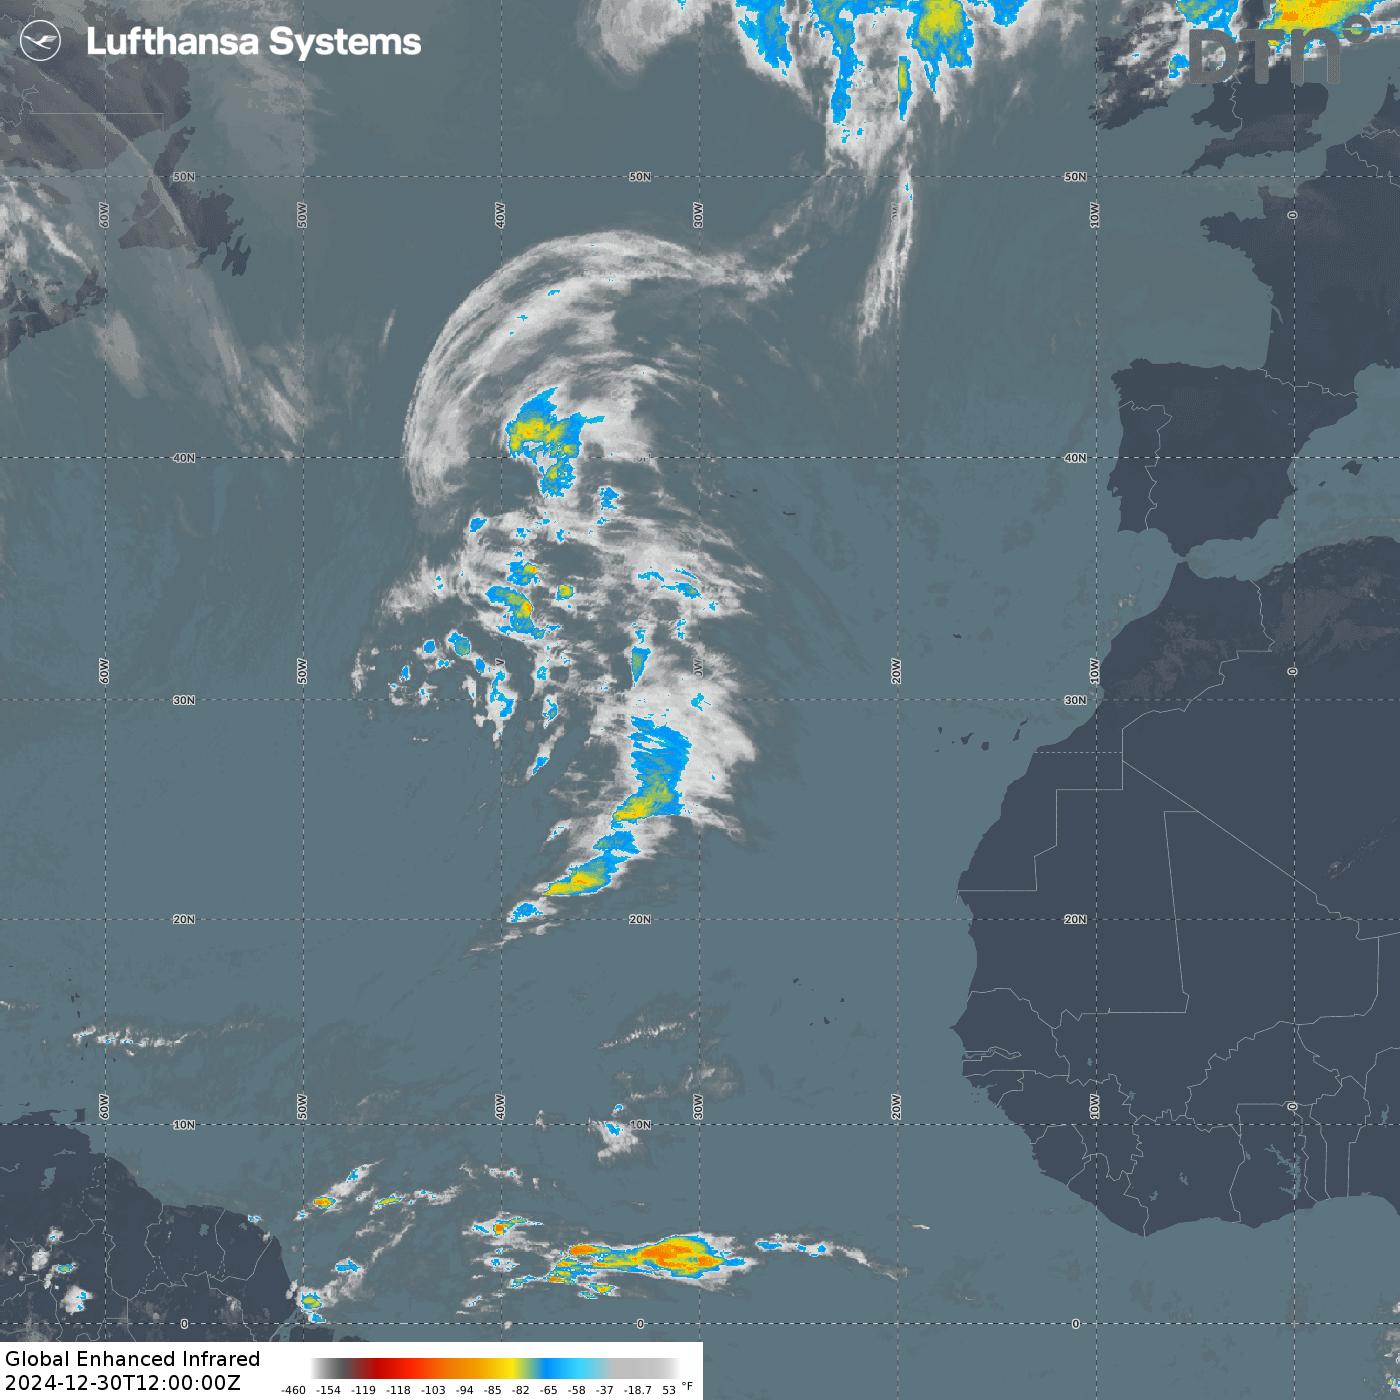 Lufthansa Systems
DTN
50N 50N 50N
60W 50W 40W 30W 10W 0
40N 40N
60W 50W 20W 10W 0
30N 30N
20N 20N 20N
60W 50W 40W 30W 20W 10W 0
10N 10N 10N
0 0 0
Global Enhanced Infrared
2024-12-30T12:00:00Z
-460 -154 -119 -118 -103 -94 -85 -82 -65 -58 -37 -18.7 53 °F